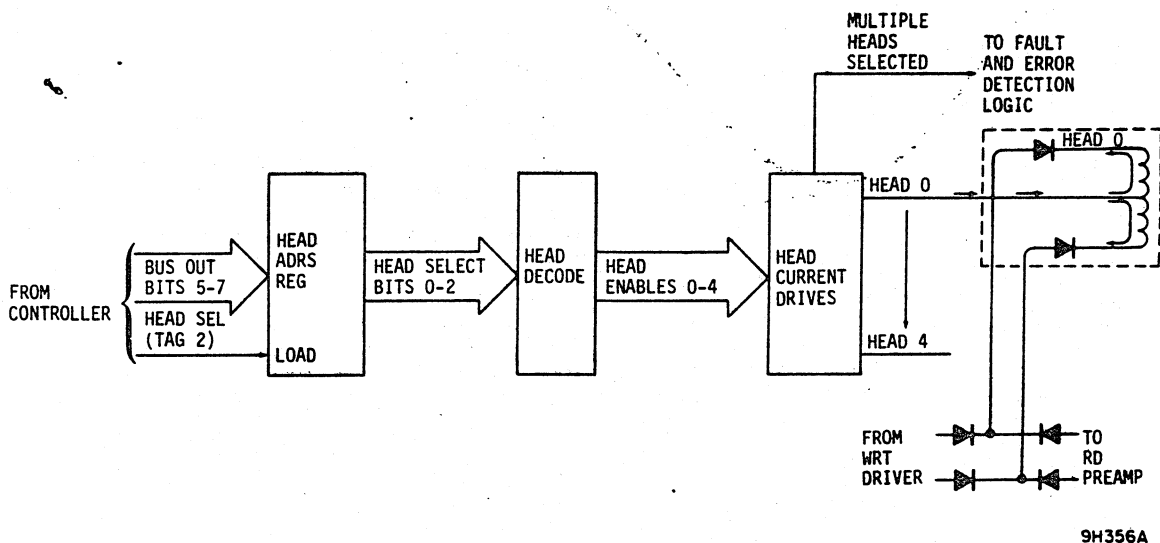 MULTIPLE
HEADS
SELECTED
TO FAULT
AND ERROR
DETECTION
LOGIC
HEAD 0
FROM
CONTROLLER
BUS OUT
BITS 5-7
HEAD SEL
(TAG 2)
HEAD
ADRS
REG
LOAD
HEAD SELECT
BITS 0-2
HEAD
DECODE
HEAD
ENABLES 0-4
HEAD
CURRENT
DRIVES
HEAD 0
HEAD 4
FROM
WRT
DRIVER
TO
RD
PREAMP
9H356A